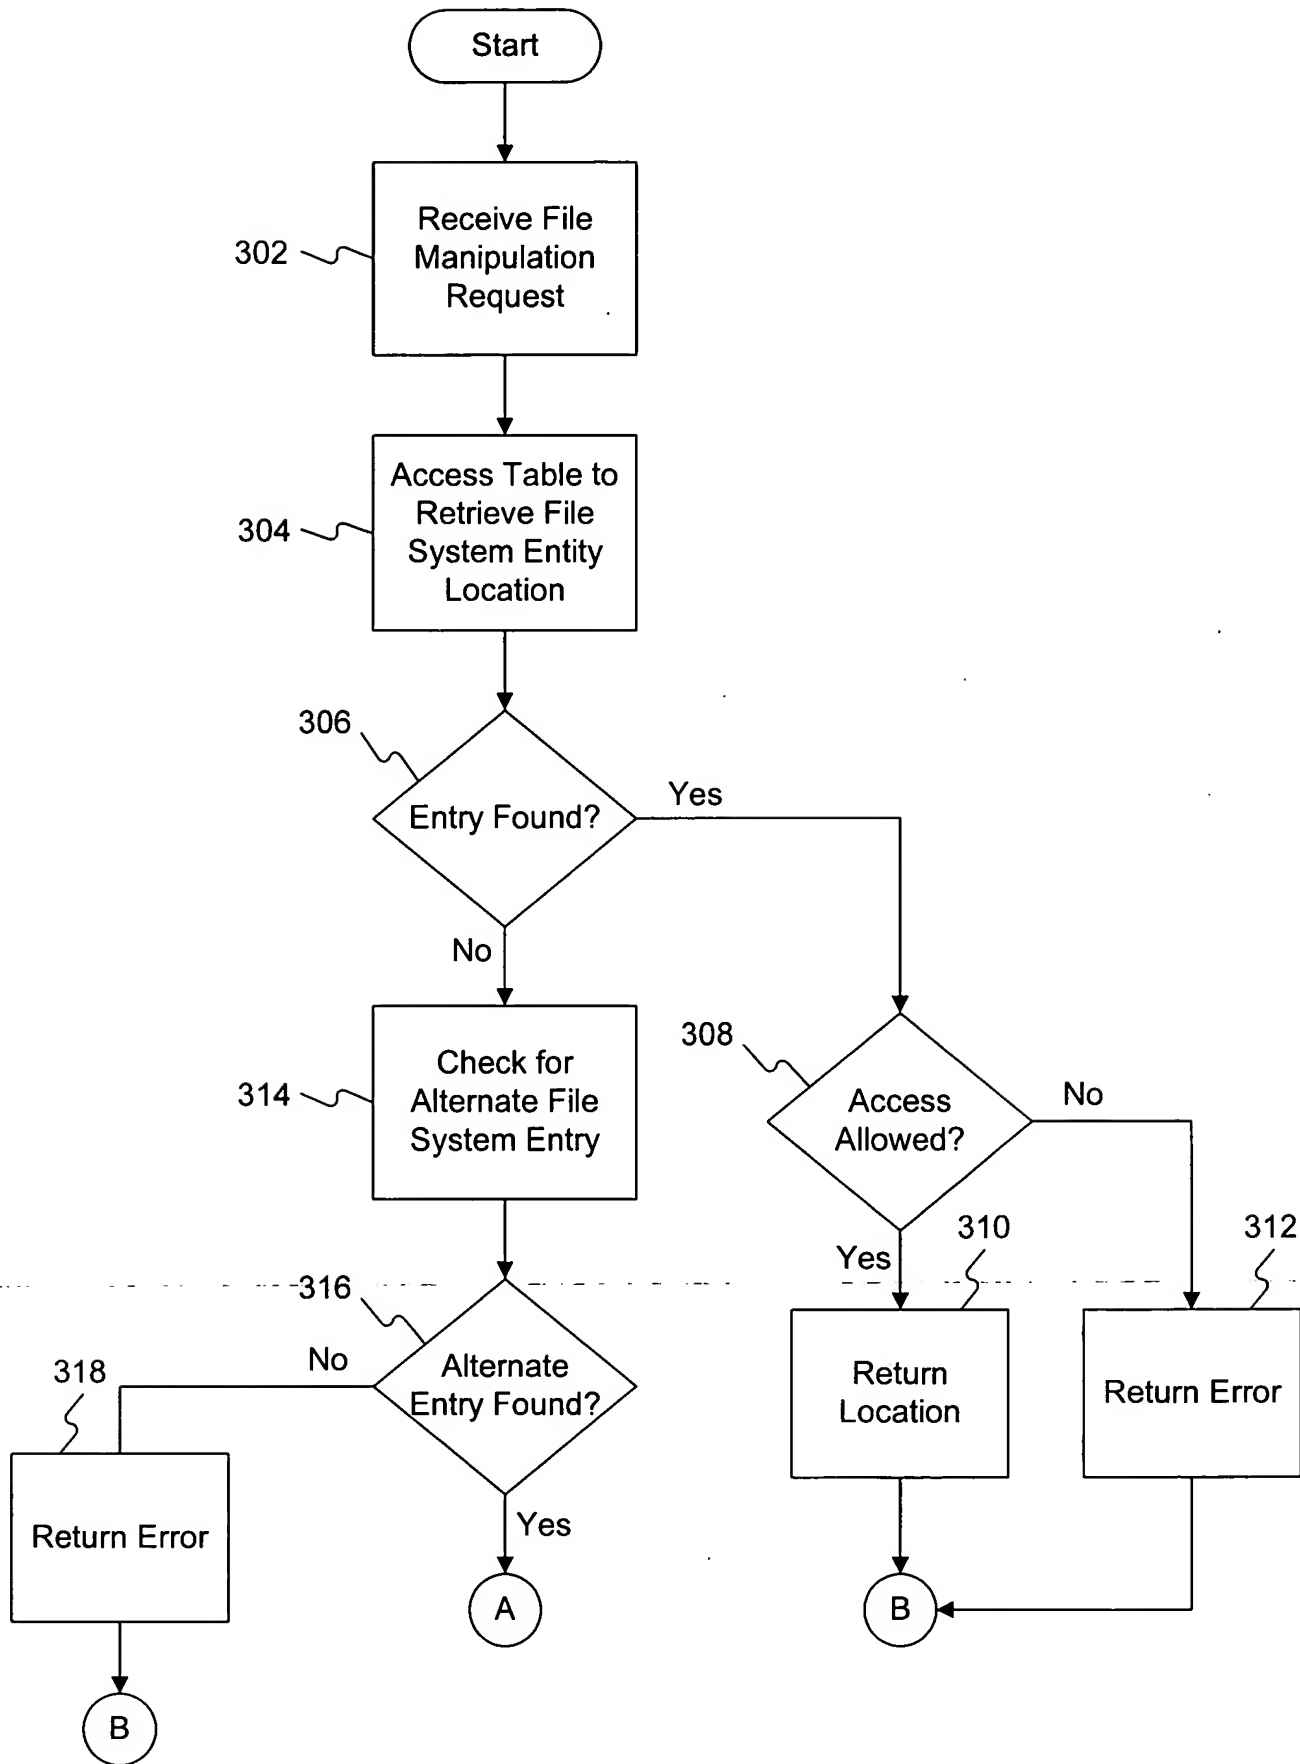 Start
302
Receive File
Manipulation
Request
304
Access Table to
Retrieve File
System Entity
Location
306
Entry Found?
Yes
No
314
Check for
Alternate File
System Entry
308
Access
Allowed?
No
Yes
310
312
316
Alternate
Entry Found?
No
318
Return
Location
Return Error
Return Error
Yes
A
B
B